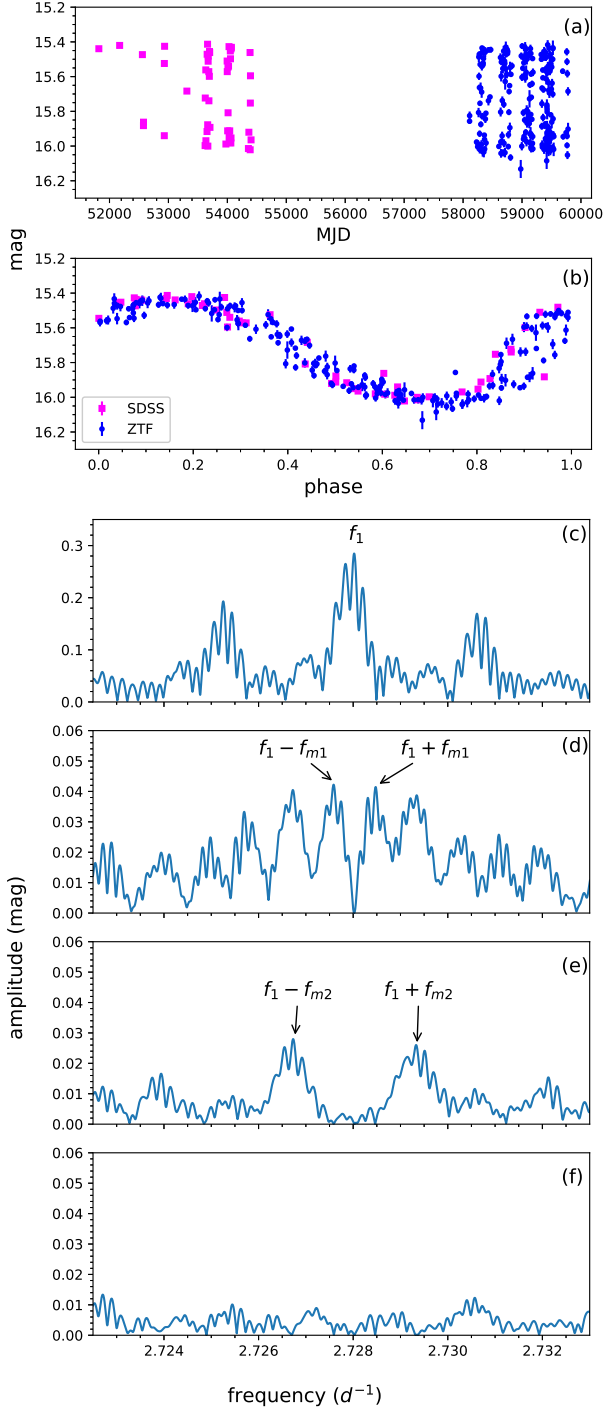 15.2
(a)
15.4
15.6
15.8
16.0
16.2
52000 53000 54000 55000 56000 57000 58000 59000 60000
MJD
mag
15.2
(b)
15.4
15.6
15.8
16.0
16.2
SDSS
ZTF
0.0 0.2 0.4 0.6 0.8 1.0
phase
f1
(c)
0.3
0.2
0.1
0.0
0.06
(d)
f1 − fm1
f1 + fm1
0.05
0.04
0.03
0.02
0.01
0.00
amplitude (mag)
0.06
(e)
0.05
f1 − fm2
f1 + fm2
0.04
0.03
0.02
0.01
0.00
0.06
(f)
0.05
0.04
0.03
0.02
0.01
0.00
2.724 2.726 2.728 2.730 2.732
frequency (d⁻¹)